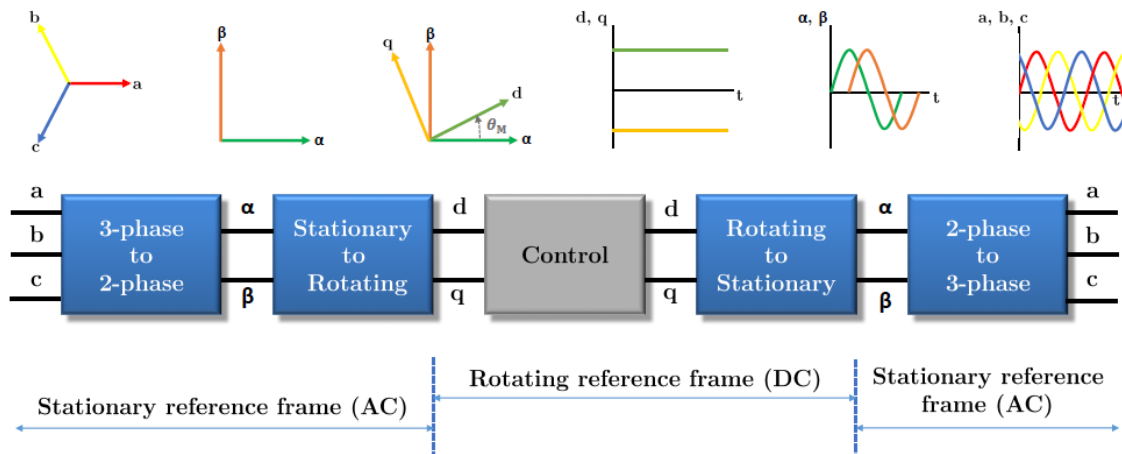 b
a
c
β
α
q
β
d
θM
α
d, q
t
α, β
t
a, b, c
t
a
b
c
3-phase
to
2-phase
α
β
Stationary
to
Rotating
d
q
Control
d
q
Rotating
to
Stationary
α
β
2-phase
to
3-phase
a
b
c
Stationary reference frame (AC)
Rotating reference frame (DC)
Stationary reference
frame (AC)